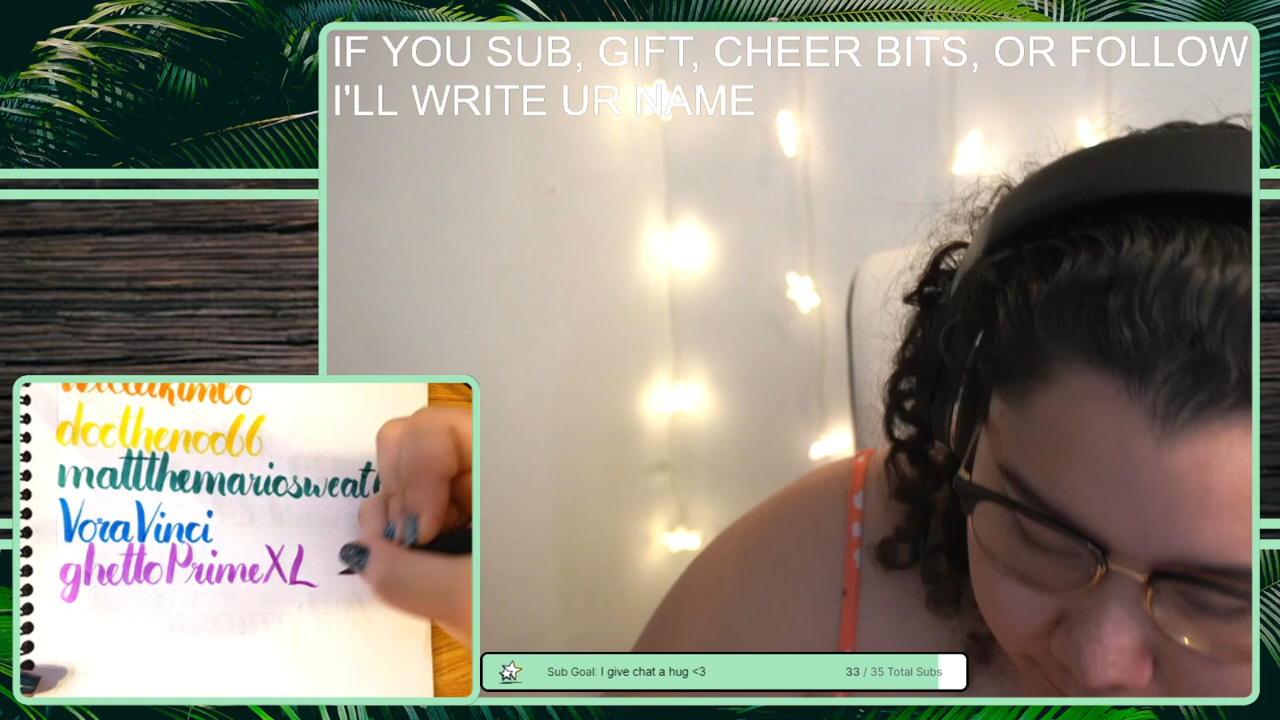 IF YOU SUB, GIFT, CHEER BITS, OR FOLLOW
I'LL WRITE UR NAME
docthenoo66
mattthemariosweat
VoraVinci
ghettoPrimeXL
Sub Goal: I give chat a hug <3
33 / 35 Total Subs